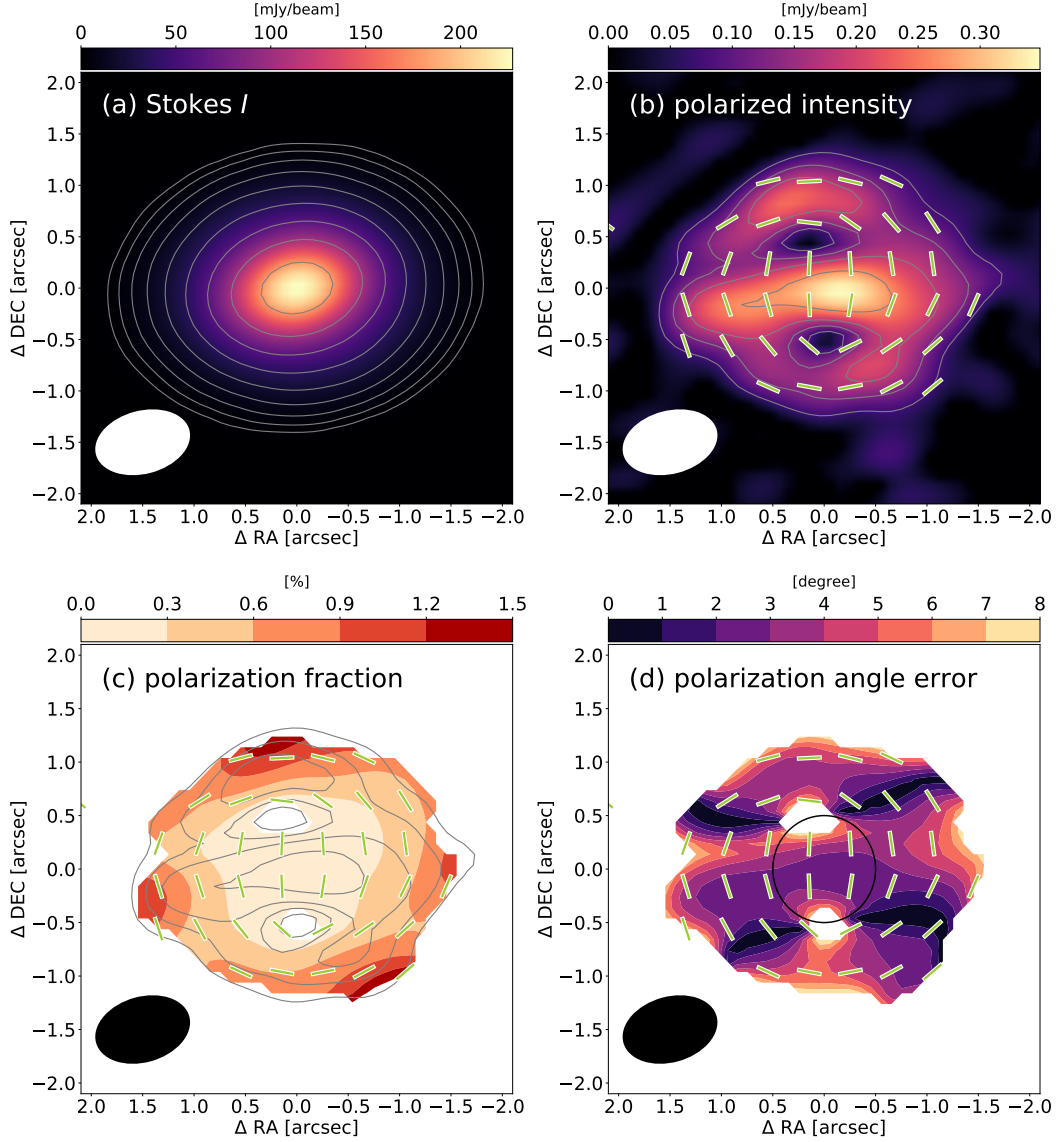 [mJy/beam] [mJy/beam]
0 50 100 150 200 0.00 0.05 0.10 0.15 0.20 0.25 0.30
(a) Stokes I
(b) polarized intensity
2.0
1.5
1.0
0.5
0.0
−0.5
−1.0
−1.5
−2.0
Δ DEC [arcsec]
2.0 1.5 1.0 0.5 0.0 −0.5 −1.0 −1.5 −2.0
Δ RA [arcsec]
2.0
1.5
1.0
0.5
0.0
−0.5
−1.0
−1.5
−2.0
Δ DEC [arcsec]
2.0 1.5 1.0 0.5 0.0 −0.5 −1.0 −1.5 −2.0
Δ RA [arcsec]
[%] [degree]
0.0 0.3 0.6 0.9 1.2 1.5 0 1 2 3 4 5 6 7 8
(c) polarization fraction
(d) polarization angle error
2.0
1.5
1.0
0.5
0.0
−0.5
−1.0
−1.5
−2.0
Δ DEC [arcsec]
2.0 1.5 1.0 0.5 0.0 −0.5 −1.0 −1.5 −2.0
Δ RA [arcsec]
2.0
1.5
1.0
0.5
0.0
−0.5
−1.0
−1.5
−2.0
Δ DEC [arcsec]
2.0 1.5 1.0 0.5 0.0 −0.5 −1.0 −1.5 −2.0
Δ RA [arcsec]